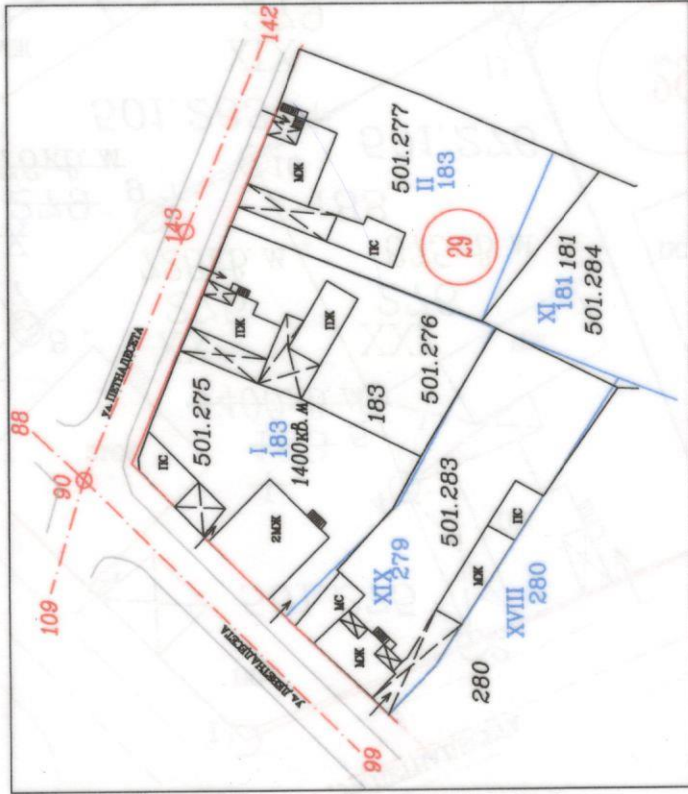 142
143
88
90
109
99
УЛ.ПЕТНАДЕСЕТА
УЛ.ДЕВЕТНАДЕСЕТА
501.277
II
183
МЖ
ПС
29
XI
181
181
501.284
501.275
I
183
1400кв. м
183
501.276
ПЖ
ПЖ
ПС
2МЖ
501.283
XIX
279
МС
МЖ
МЖ
ПС
XVIII
280
280